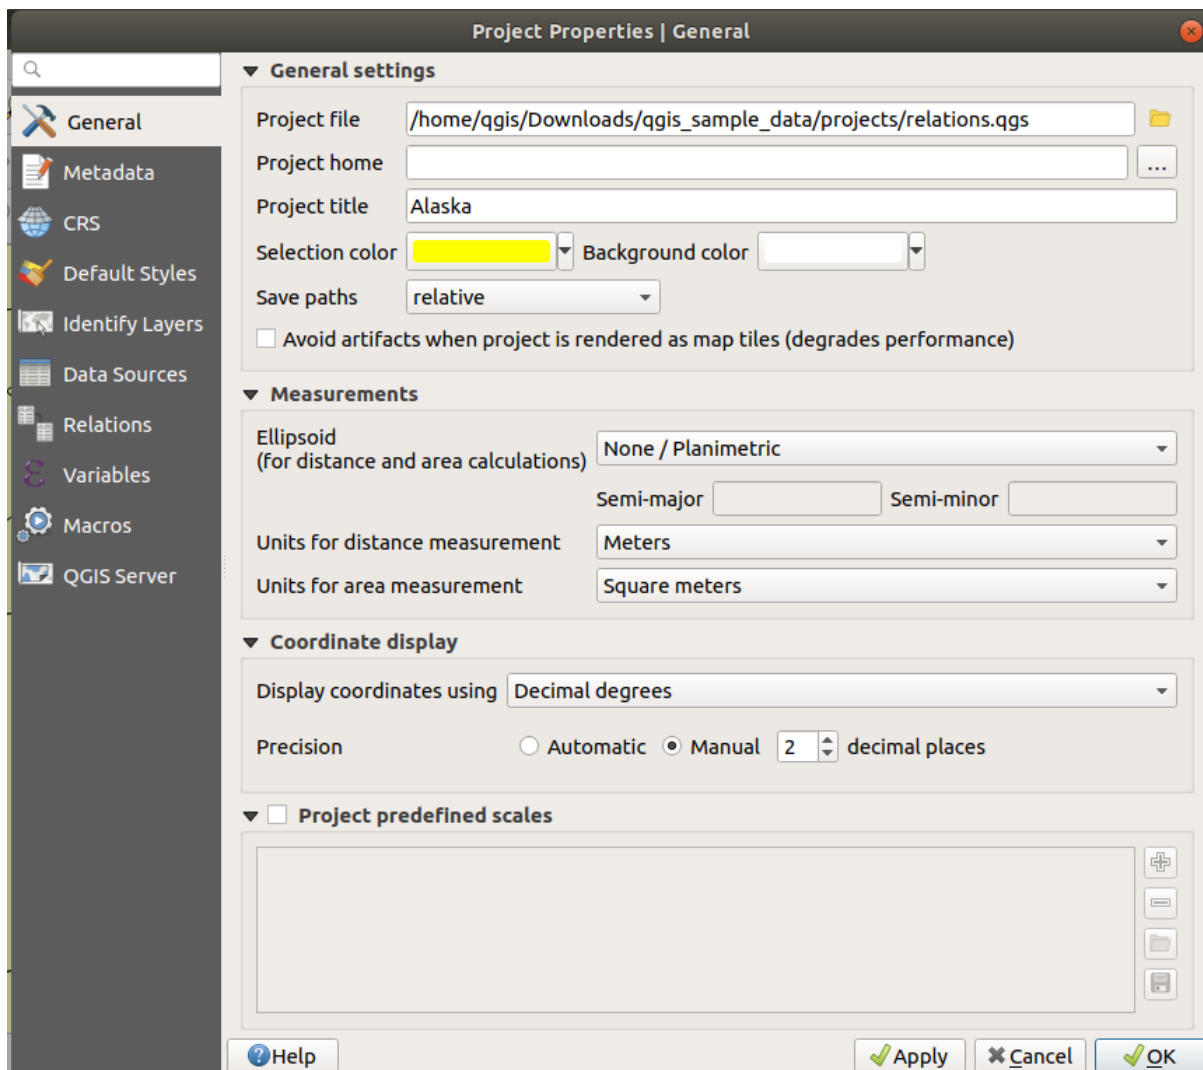 Project Properties | General
General
Metadata
CRS
Default Styles
Identify Layers
Data Sources
Relations
Variables
Macros
QGIS Server
General settings
Project file /home/qgis/Downloads/qgis_sample_data/projects/relations.qgs
Project home ...
Project title Alaska
Selection color Background color
Save paths relative
Avoid artifacts when project is rendered as map tiles (degrades performance)
Measurements
Ellipsoid
(for distance and area calculations) None / Planimetric
Semi-major Semi-minor
Units for distance measurement Meters
Units for area measurement Square meters
Coordinate display
Display coordinates using Decimal degrees
Precision Automatic Manual 2 decimal places
Project predefined scales
Help Apply Cancel OK